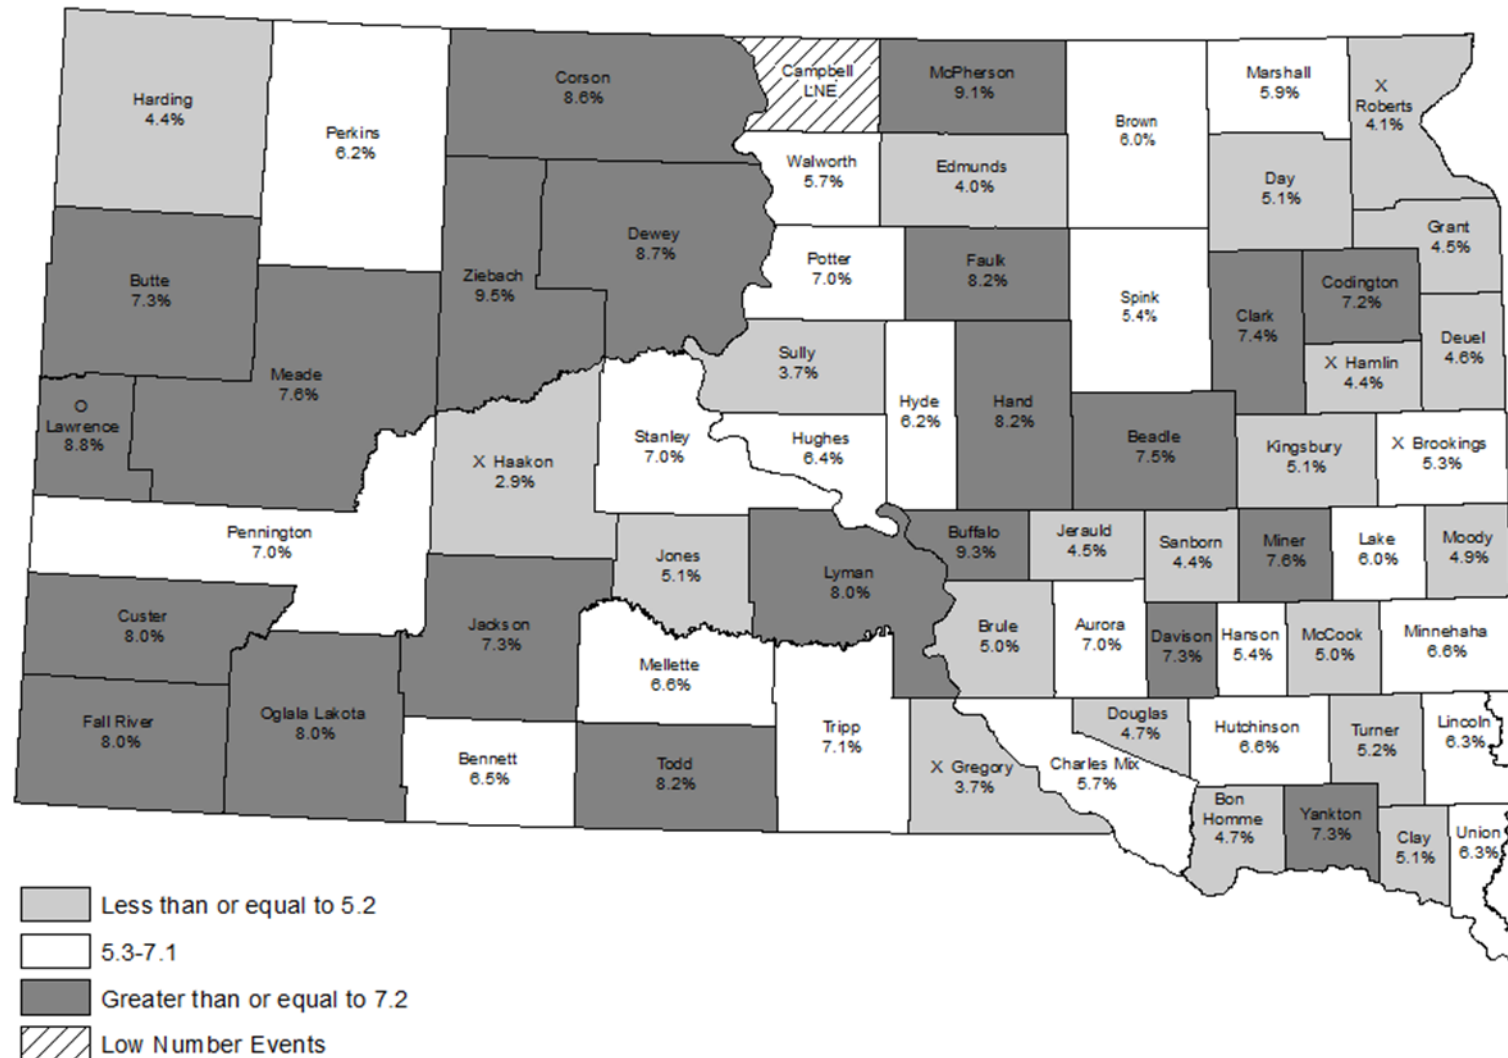 Harding
4.4%
Perkins
6.2%
Corson
8.6%
Campbell
LNE
McPherson
9.1%
Brown
6.0%
Marshall
5.9%
X
Roberts
4.1%
Walworth
5.7%
Edmunds
4.0%
Day
5.1%
Grant
4.5%
Butte
7.3%
Ziebach
9.5%
Dewey
8.7%
Potter
7.0%
Faulk
8.2%
Spink
5.4%
Clark
7.4%
Codington
7.2%
Deuel
4.6%
X Hamlin
4.4%
Meade
7.6%
Sully
3.7%
Hyde
6.2%
Hand
8.2%
O
Lawrence
8.8%
X Haakon
2.9%
Stanley
7.0%
Hughes
6.4%
Beadle
7.5%
Kingsbury
5.1%
X Brookings
5.3%
Pennington
7.0%
Jones
5.1%
Lyman
8.0%
Buffalo
9.3%
Jerauld
4.5%
Sanborn
4.4%
Miner
7.6%
Lake
6.0%
Moody
4.9%
Custer
8.0%
Jackson
7.3%
Mellette
6.6%
Brule
5.0%
Aurora
7.0%
Davison
7.3%
Hanson
5.4%
McCook
5.0%
Minnehaha
6.6%
Fall River
8.0%
Oglala Lakota
8.0%
Bennett
6.5%
Todd
8.2%
Tripp
7.1%
X Gregory
3.7%
Charles Mix
5.7%
Douglas
4.7%
Hutchinson
6.6%
Turner
5.2%
Lincoln
6.3%
Bon
Homme
4.7%
Yankton
7.3%
Clay
5.1%
Union
6.3%
Less than or equal to 5.2
5.3-7.1
Greater than or equal to 7.2
Low Number Events